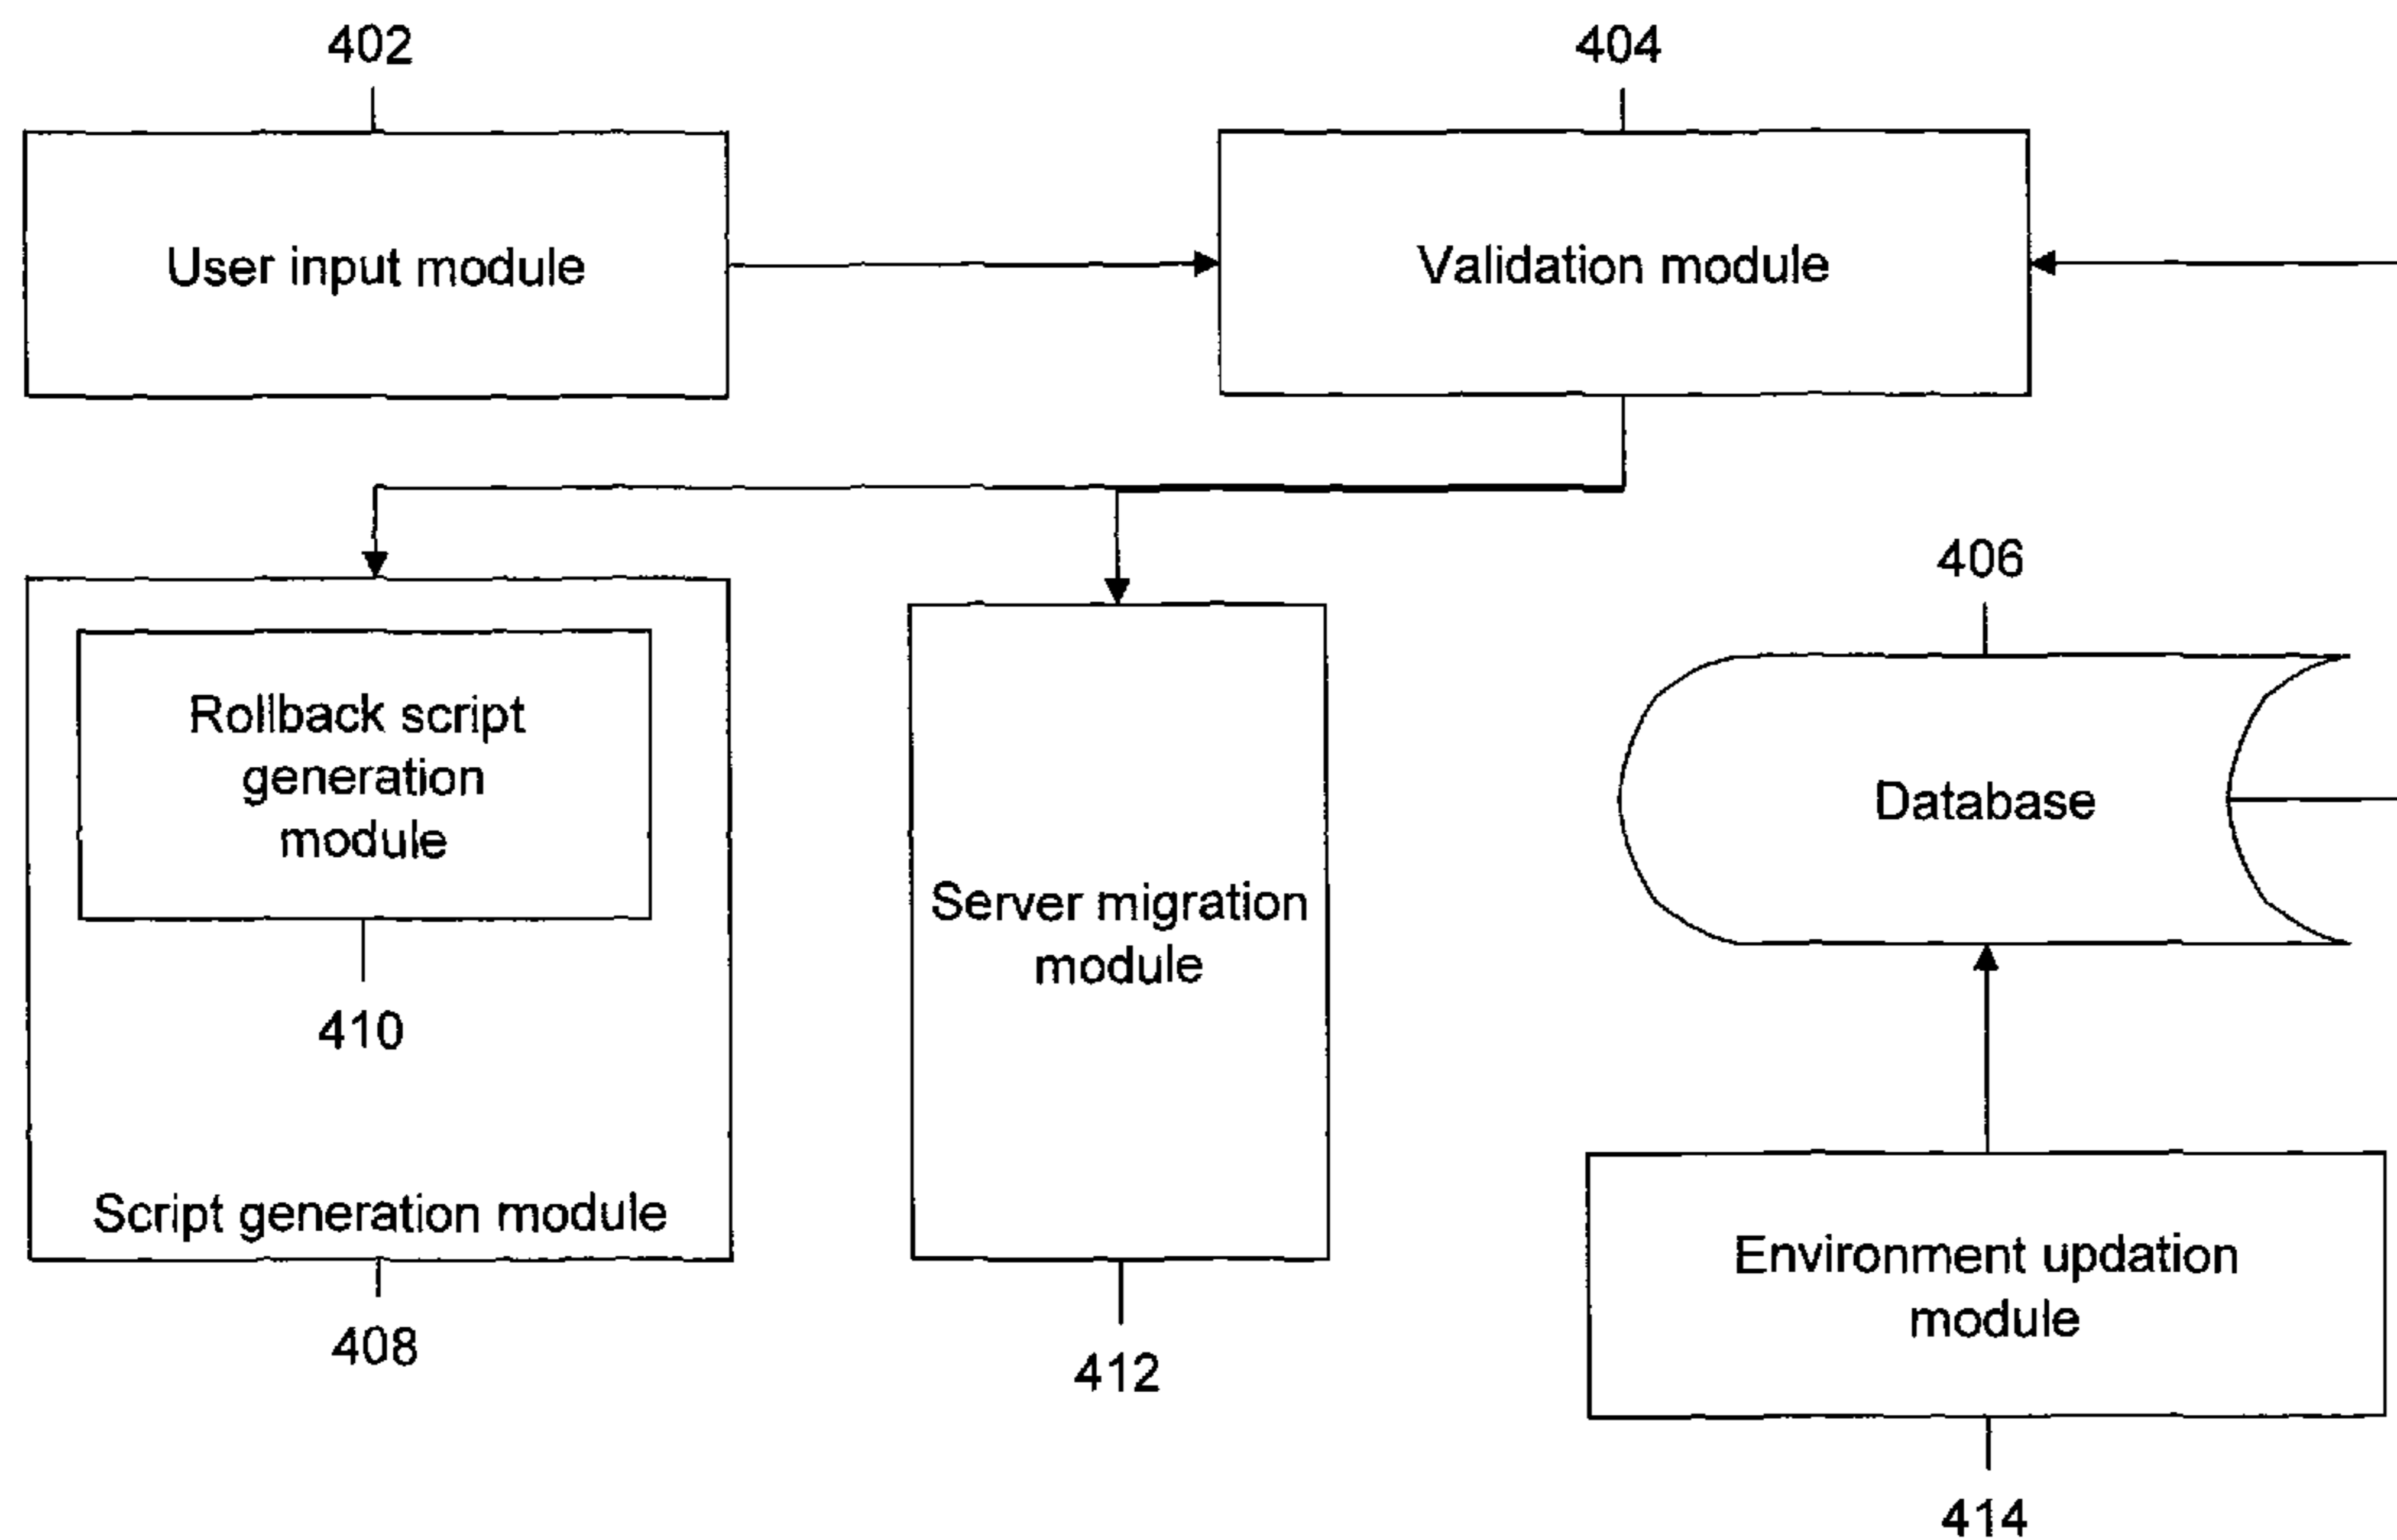 402
404
User input module
Validation module
406
Rollback script
generation
module
410
Script generation module
408
Server migration
module
412
Database
Environment updation
module
414